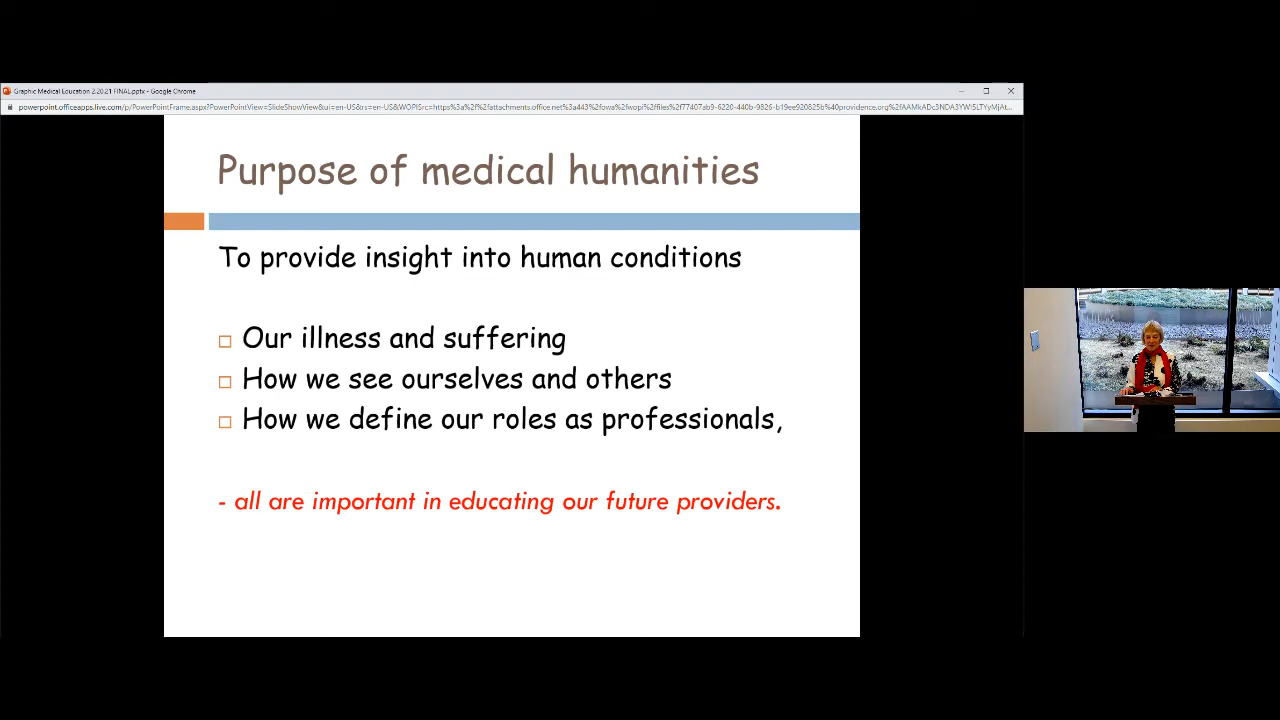 Graphic Medical Education 2.20.21 FINAL.pptx - Google Chrome
powerpoint.officeapps.live.com/p/PowerPointFrame.aspx?PowerPointView=SlideShowView&ui=en-US&rs=en-US&WOPISrc=https%3a%2f%2fattachments.office.net%3a443%2fowa%2fwopi%2ffiles%2f77407ab9-6220-440b-9826-b19ee920825b%40providence.org%2fAAMkADc3NDA3YWI5LTYyMjAt...
Purpose of medical humanities
To provide insight into human conditions
Our illness and suffering
How we see ourselves and others
How we define our roles as professionals,
- all are important in educating our future providers.